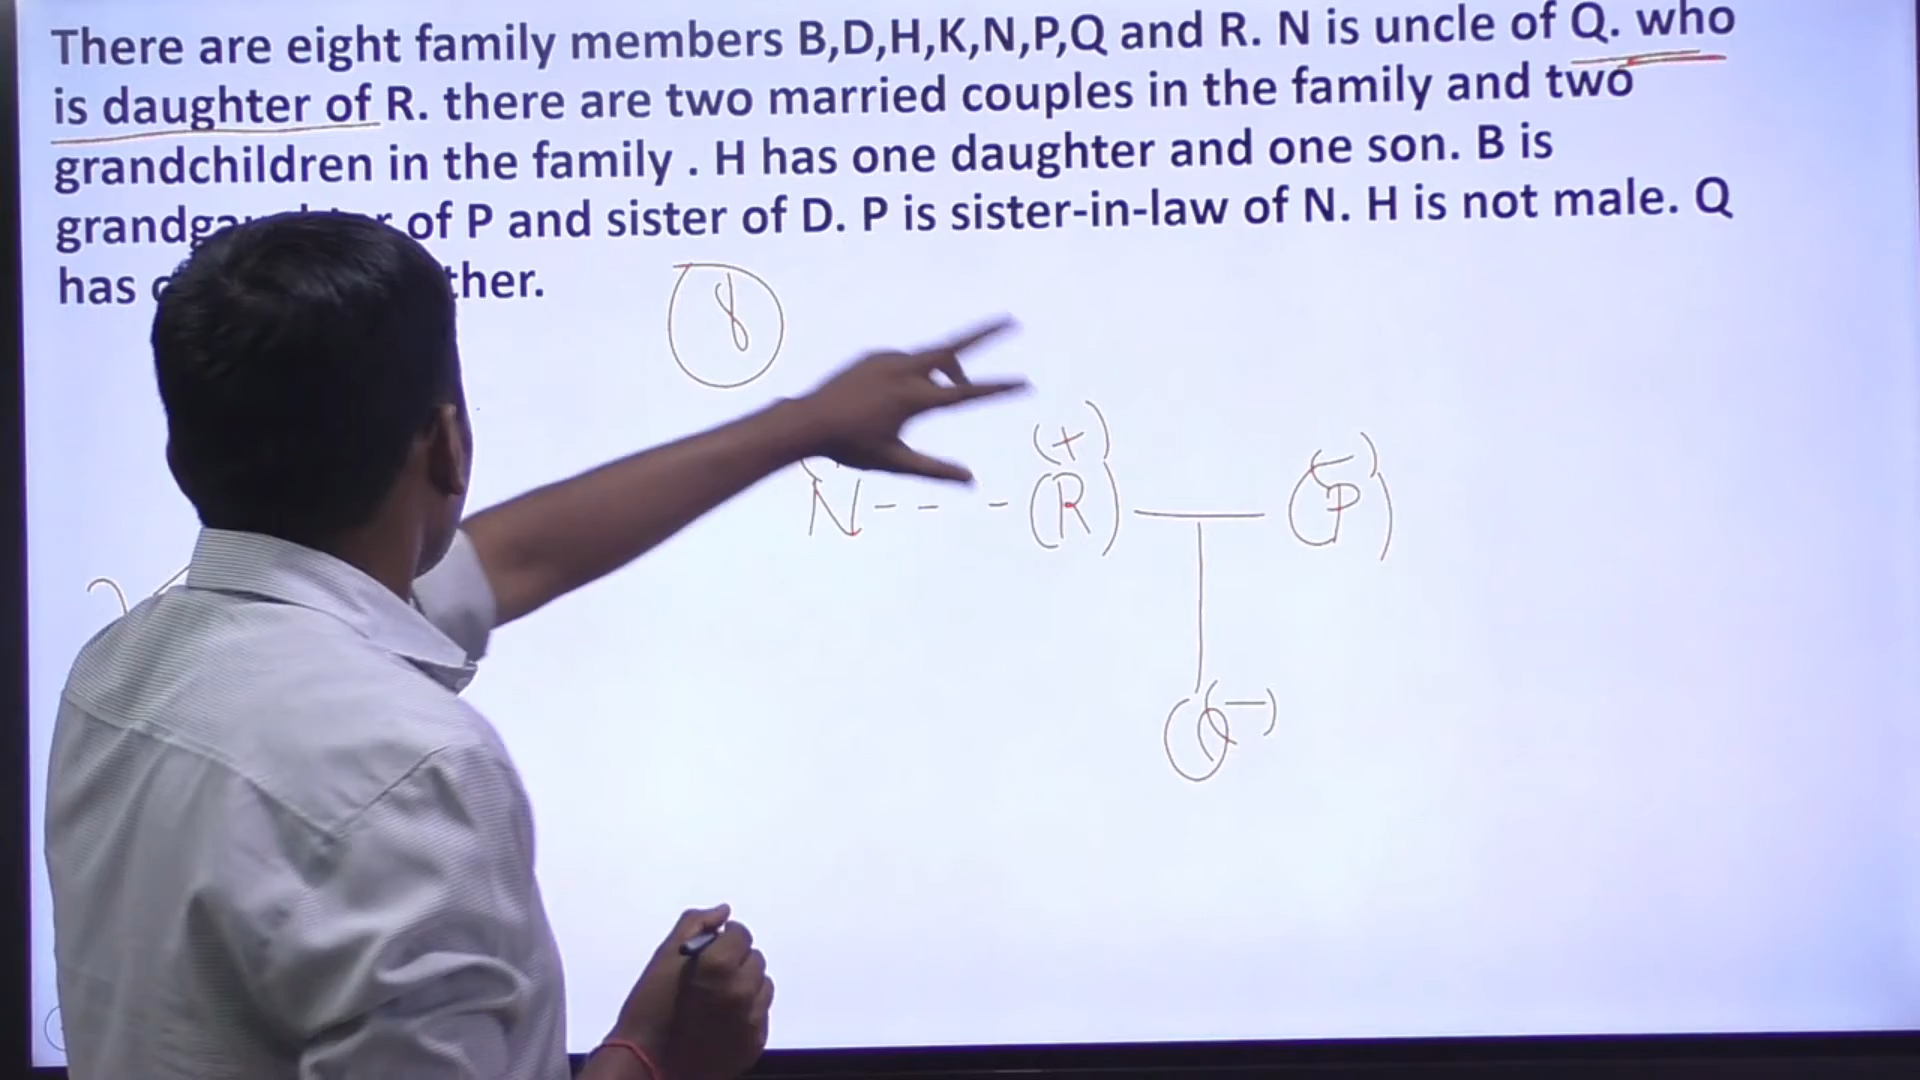 There are eight family members B,D,H,K,N,P,Q and R. N is uncle of Q. who
is daughter of R. there are two married couples in the family and two
grandchildren in the family . H has one daughter and one son. B is
of P and sister of D. P is sister-in-law of N. H is not male. Q
has
8
(+) (-)
N - - - (R) (P)
Q (-)